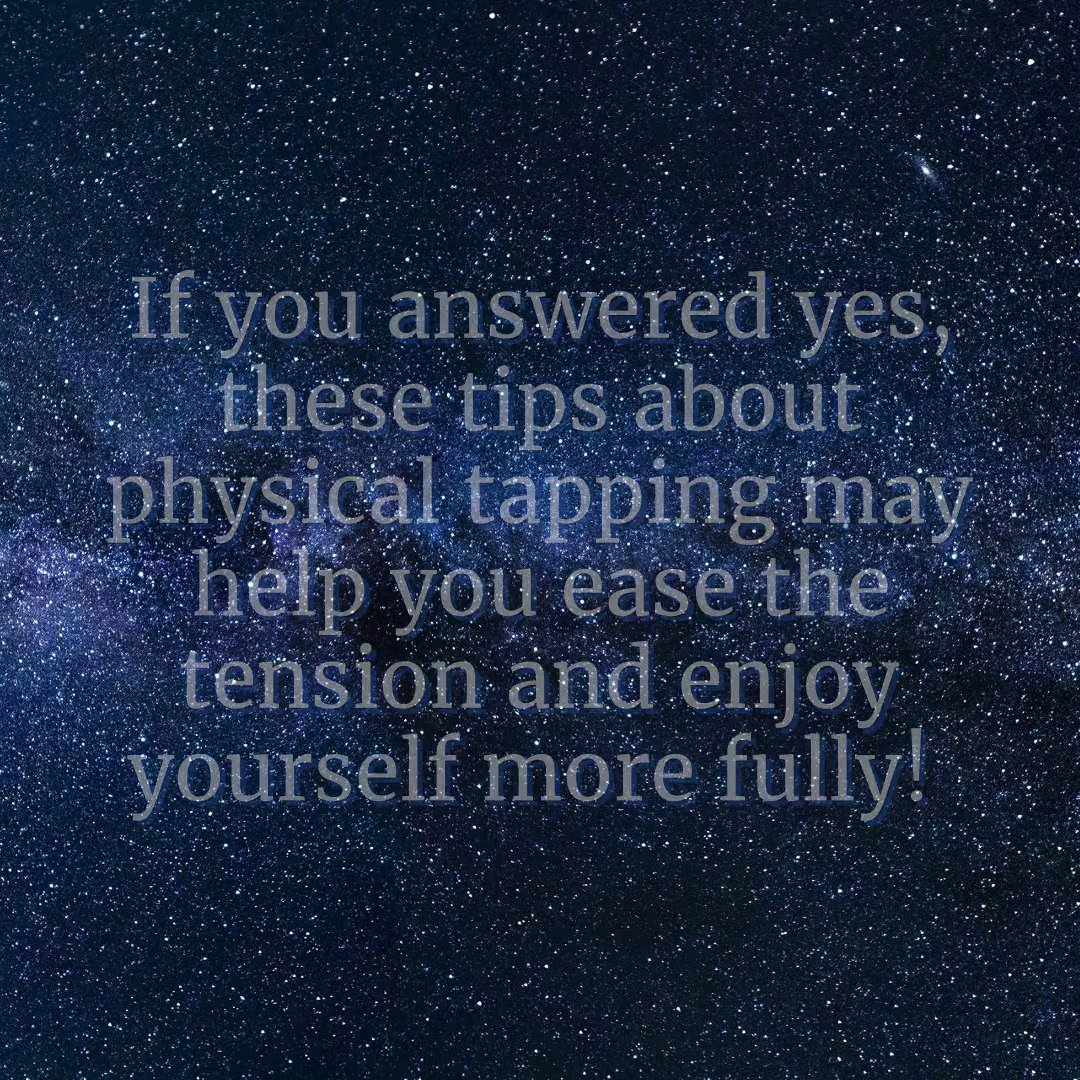 If you answered yes,
these tips about
physical tapping may
help you ease the
tension and enjoy
yourself more fully!